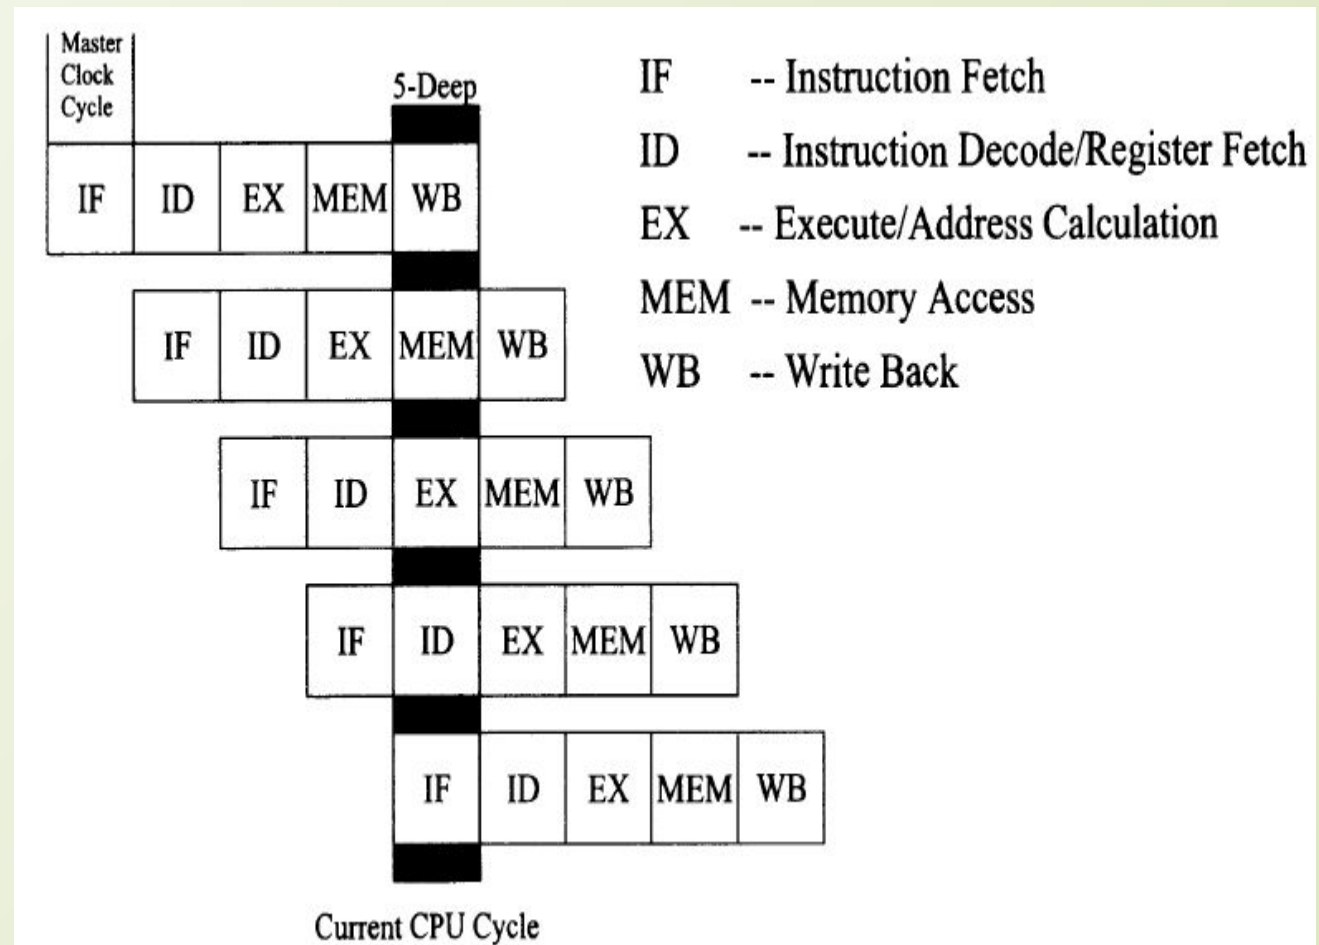 Master
Clock
Cycle
5-Deep
IF ID EX MEM WB
IF ID EX MEM WB
IF ID EX MEM WB
IF ID EX MEM WB
IF ID EX MEM WB
Current CPU Cycle
IF -- Instruction Fetch
ID -- Instruction Decode/Register Fetch
EX -- Execute/Address Calculation
MEM -- Memory Access
WB -- Write Back